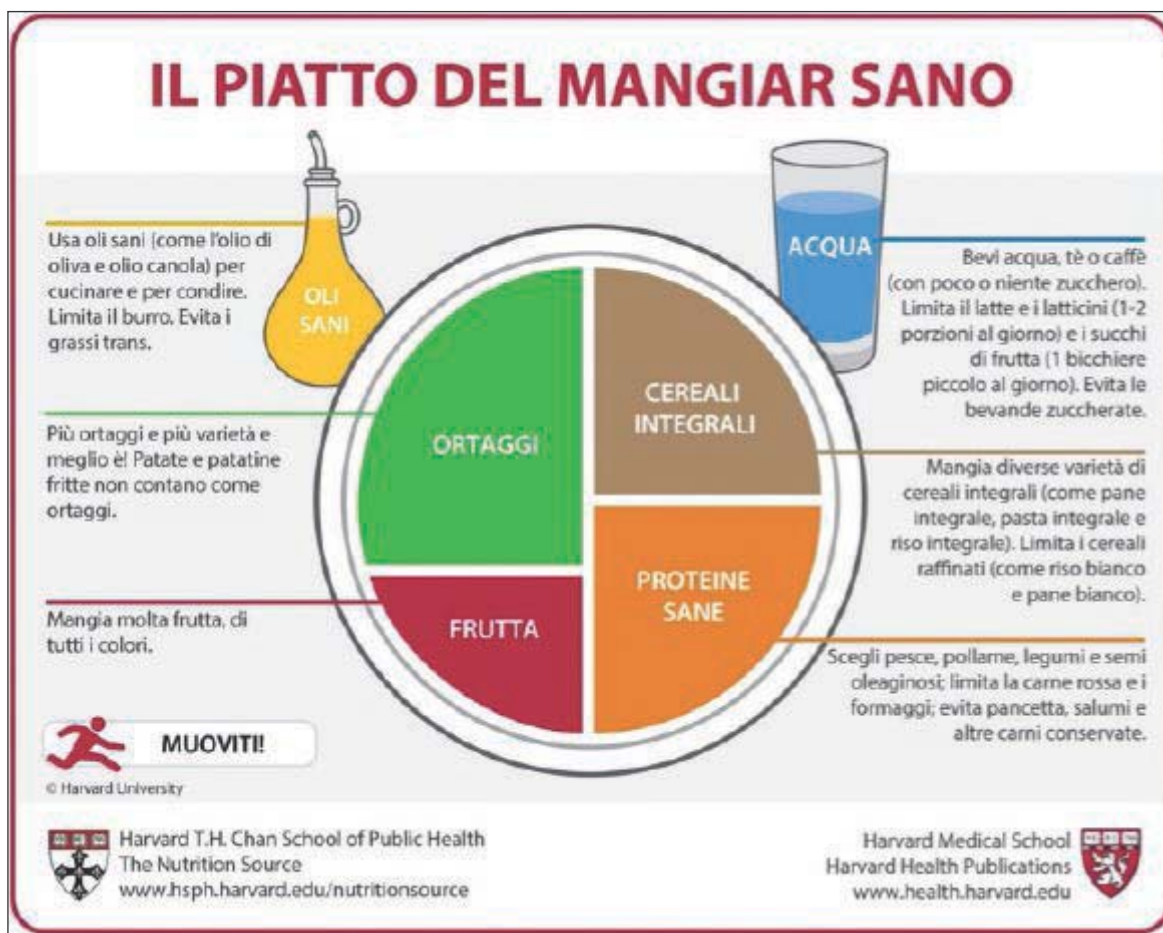 IL PIATTO DEL MANGIAR SANO
Usa oli sani (come l'olio di
oliva e olio canola) per
cucinare e per condire.
Limita il burro. Evita i
grassi trans.
OLI
SANI
ACQUA
Bevi acqua, tè o caffè
(con poco o niente zucchero).
Limita il latte e i latticini (1-2
porzioni al giorno) e i succhi
di frutta (1 bicchiere
piccolo al giorno). Evita le
bevande zuccherate.
Più ortaggi e più varietà e
meglio è! Patate e patatine
fritte non contano come
ortaggi.
ORTAGGI
CEREALI
INTEGRALI
Mangia diverse varietà di
cereali integrali (come pane
integrale, pasta integrale e
riso integrale). Limita i cereali
raffinati (come riso bianco
e pane bianco).
Mangia molta frutta, di
tutti i colori.
FRUTTA
PROTEINE
SANE
Scegli pesce, pollame, legumi e semi
oleaginosi; limita la carne rossa e i
formaggi; evita pancetta, salumi e
altre carni conservate.
MUOVITI!
© Harvard University
Harvard T.H. Chan School of Public Health
The Nutrition Source
www.hsph.harvard.edu/nutritionsource
Harvard Medical School
Harvard Health Publications
www.health.harvard.edu